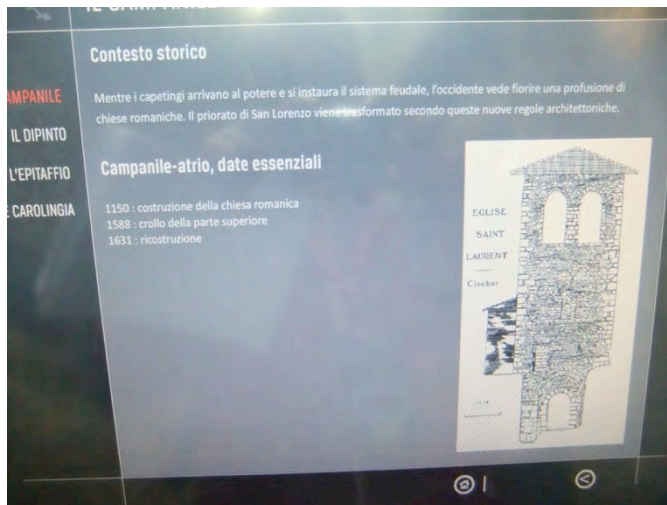 CAMPANILE
IL DIPINTO
L'EPITAFFIO
CAROLINGIA
Contesto storico
Mentre i capetingi arrivano al potere e si instaura il sistema feudale, l'occidente vede fiorire una profusione di
chiese romaniche. Il priorato di San Lorenzo viene trasformato secondo queste nuove regole architettoniche.
Campanile-atrio, date essenziali
1150 : costruzione della chiesa romanica
1588 : crollo della parte superiore
1631 : ricostruzione
EGLISE
SAINT
LAURENT
Clocher